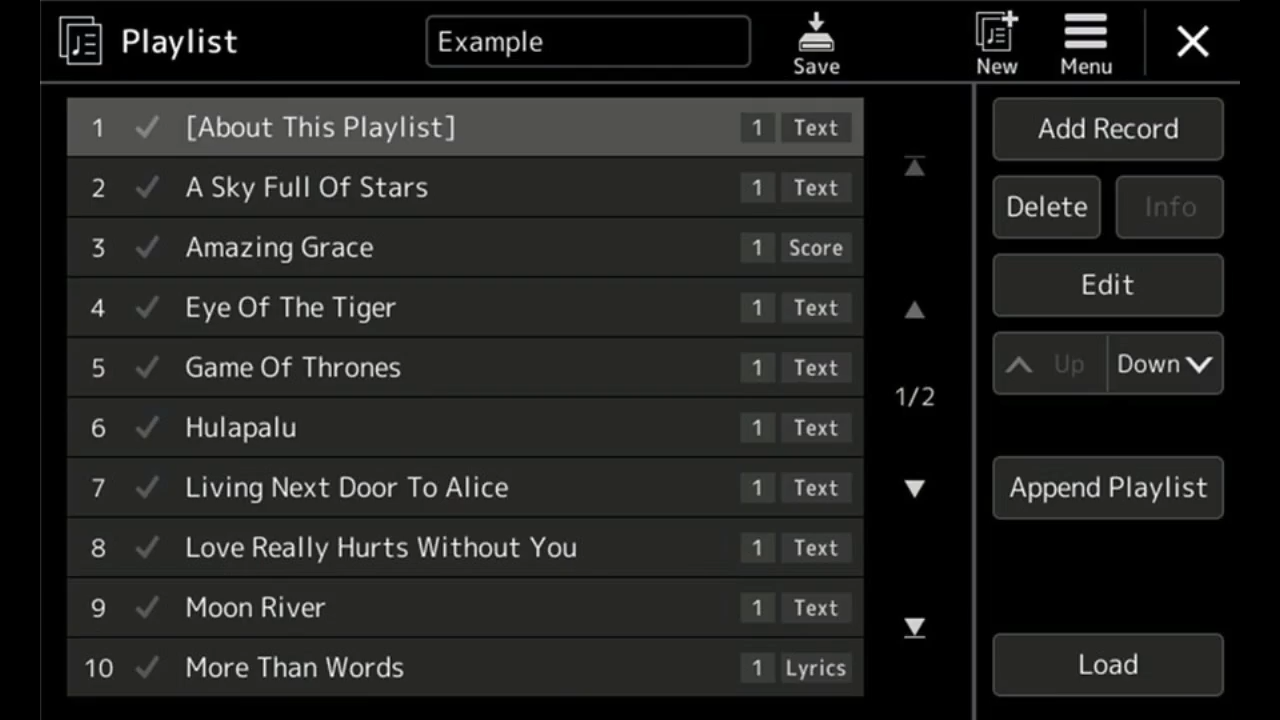 Playlist
Example
Save
New
Menu
1 [About This Playlist] 1 Text
2 A Sky Full Of Stars 1 Text
3 Amazing Grace 1 Score
4 Eye Of The Tiger 1 Text
5 Game Of Thrones 1 Text
6 Hulapalu 1 Text
7 Living Next Door To Alice 1 Text
8 Love Really Hurts Without You 1 Text
9 Moon River 1 Text
10 More Than Words 1 Lyrics
1/2
Add Record
Delete
Info
Edit
Up
Down
Append Playlist
Load